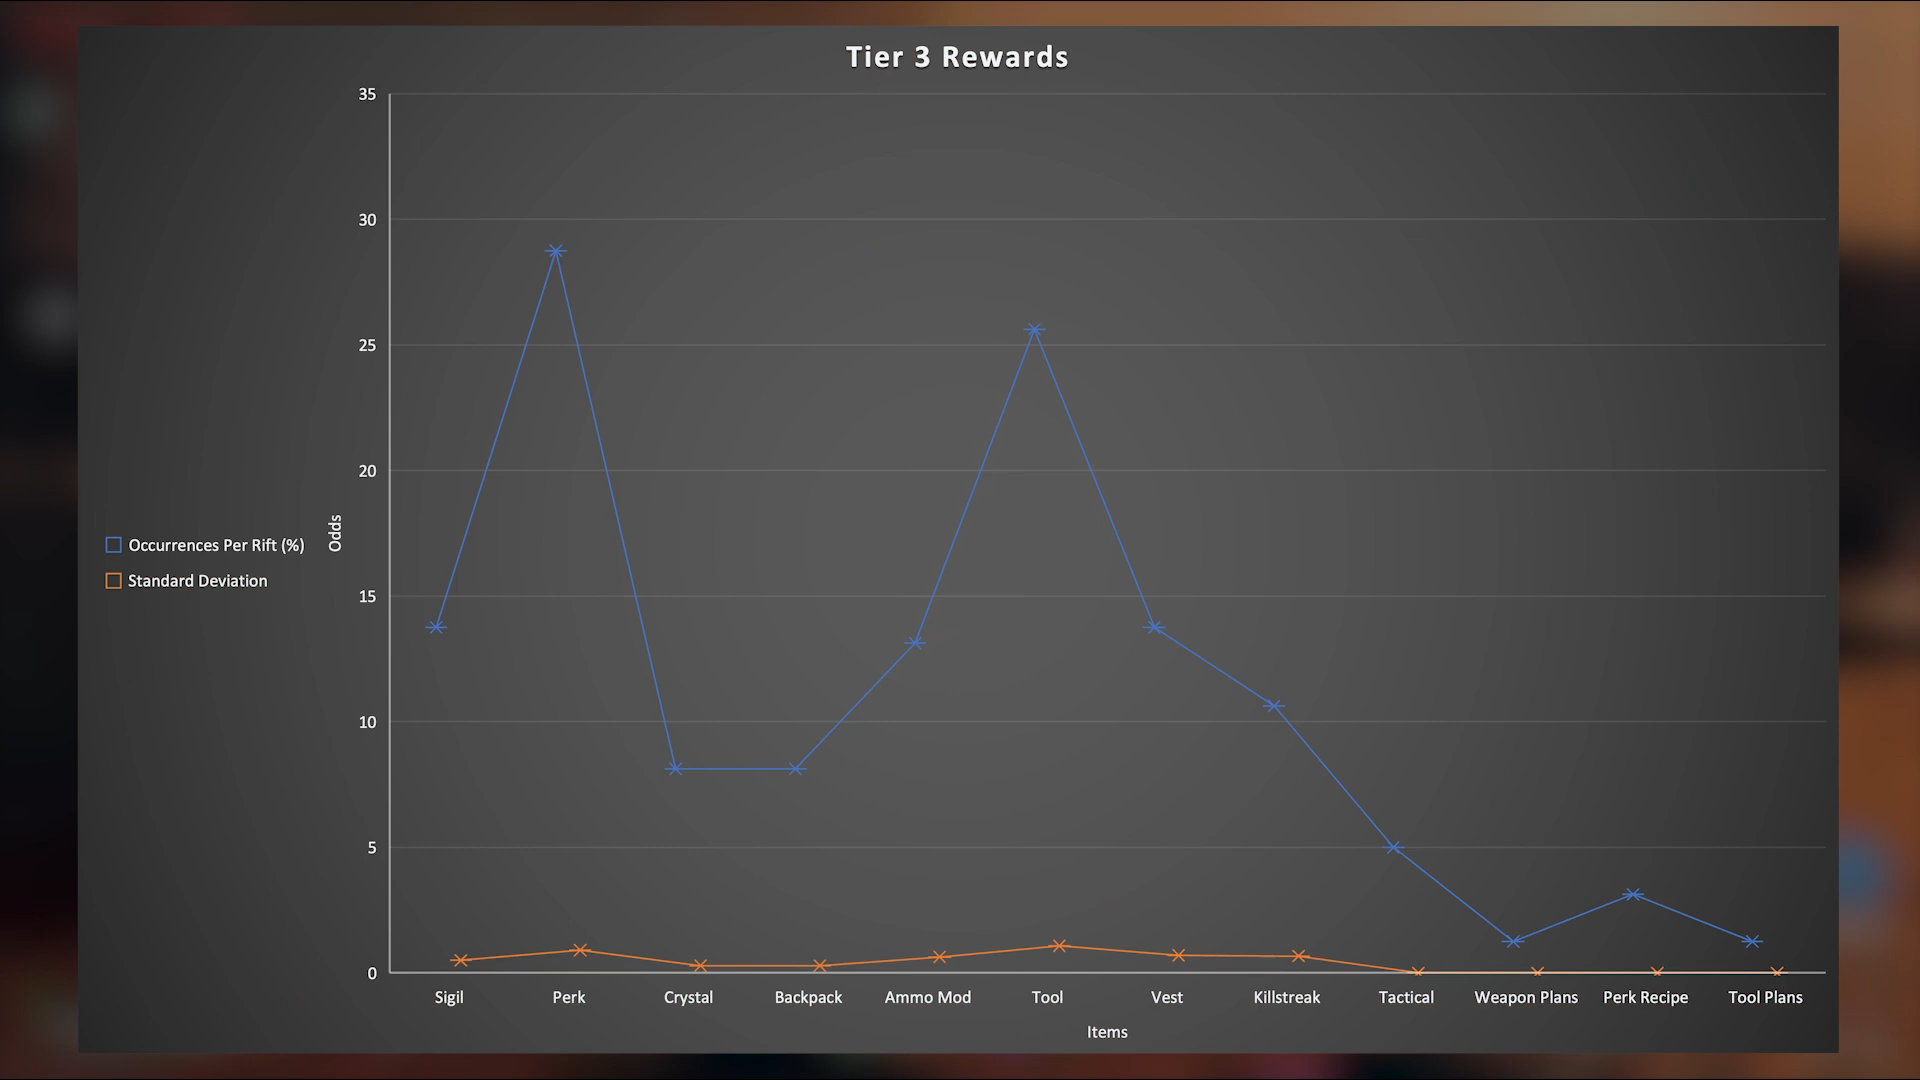 Tier 3 Rewards
35
30
25
20
15
10
5
0
Odds
Occurrences Per Rift (%)
Standard Deviation
Sigil
Perk
Crystal
Backpack
Ammo Mod
Tool
Vest
Killstreak
Tactical
Weapon Plans
Perk Recipe
Tool Plans
Items